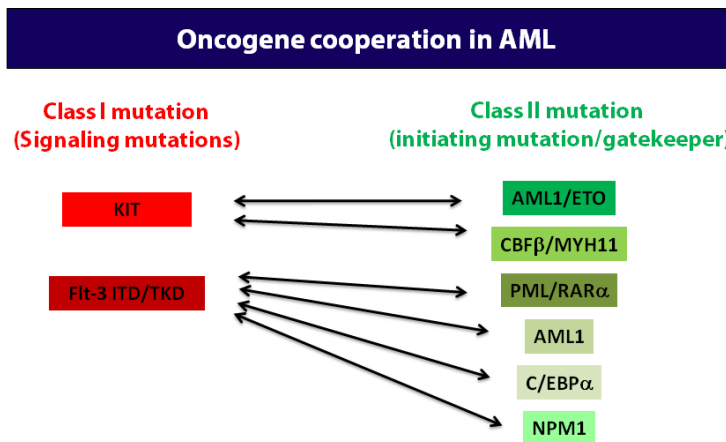 Oncogene cooperation in AML
Class I mutation
(Signaling mutations)
Class II mutation
(initiating mutation/gatekeeper)
KIT
AML1/ETO
CBFβ/MYH11
Flt-3 ITD/TKD
PML/RARα
AML1
C/EBPα
NPM1